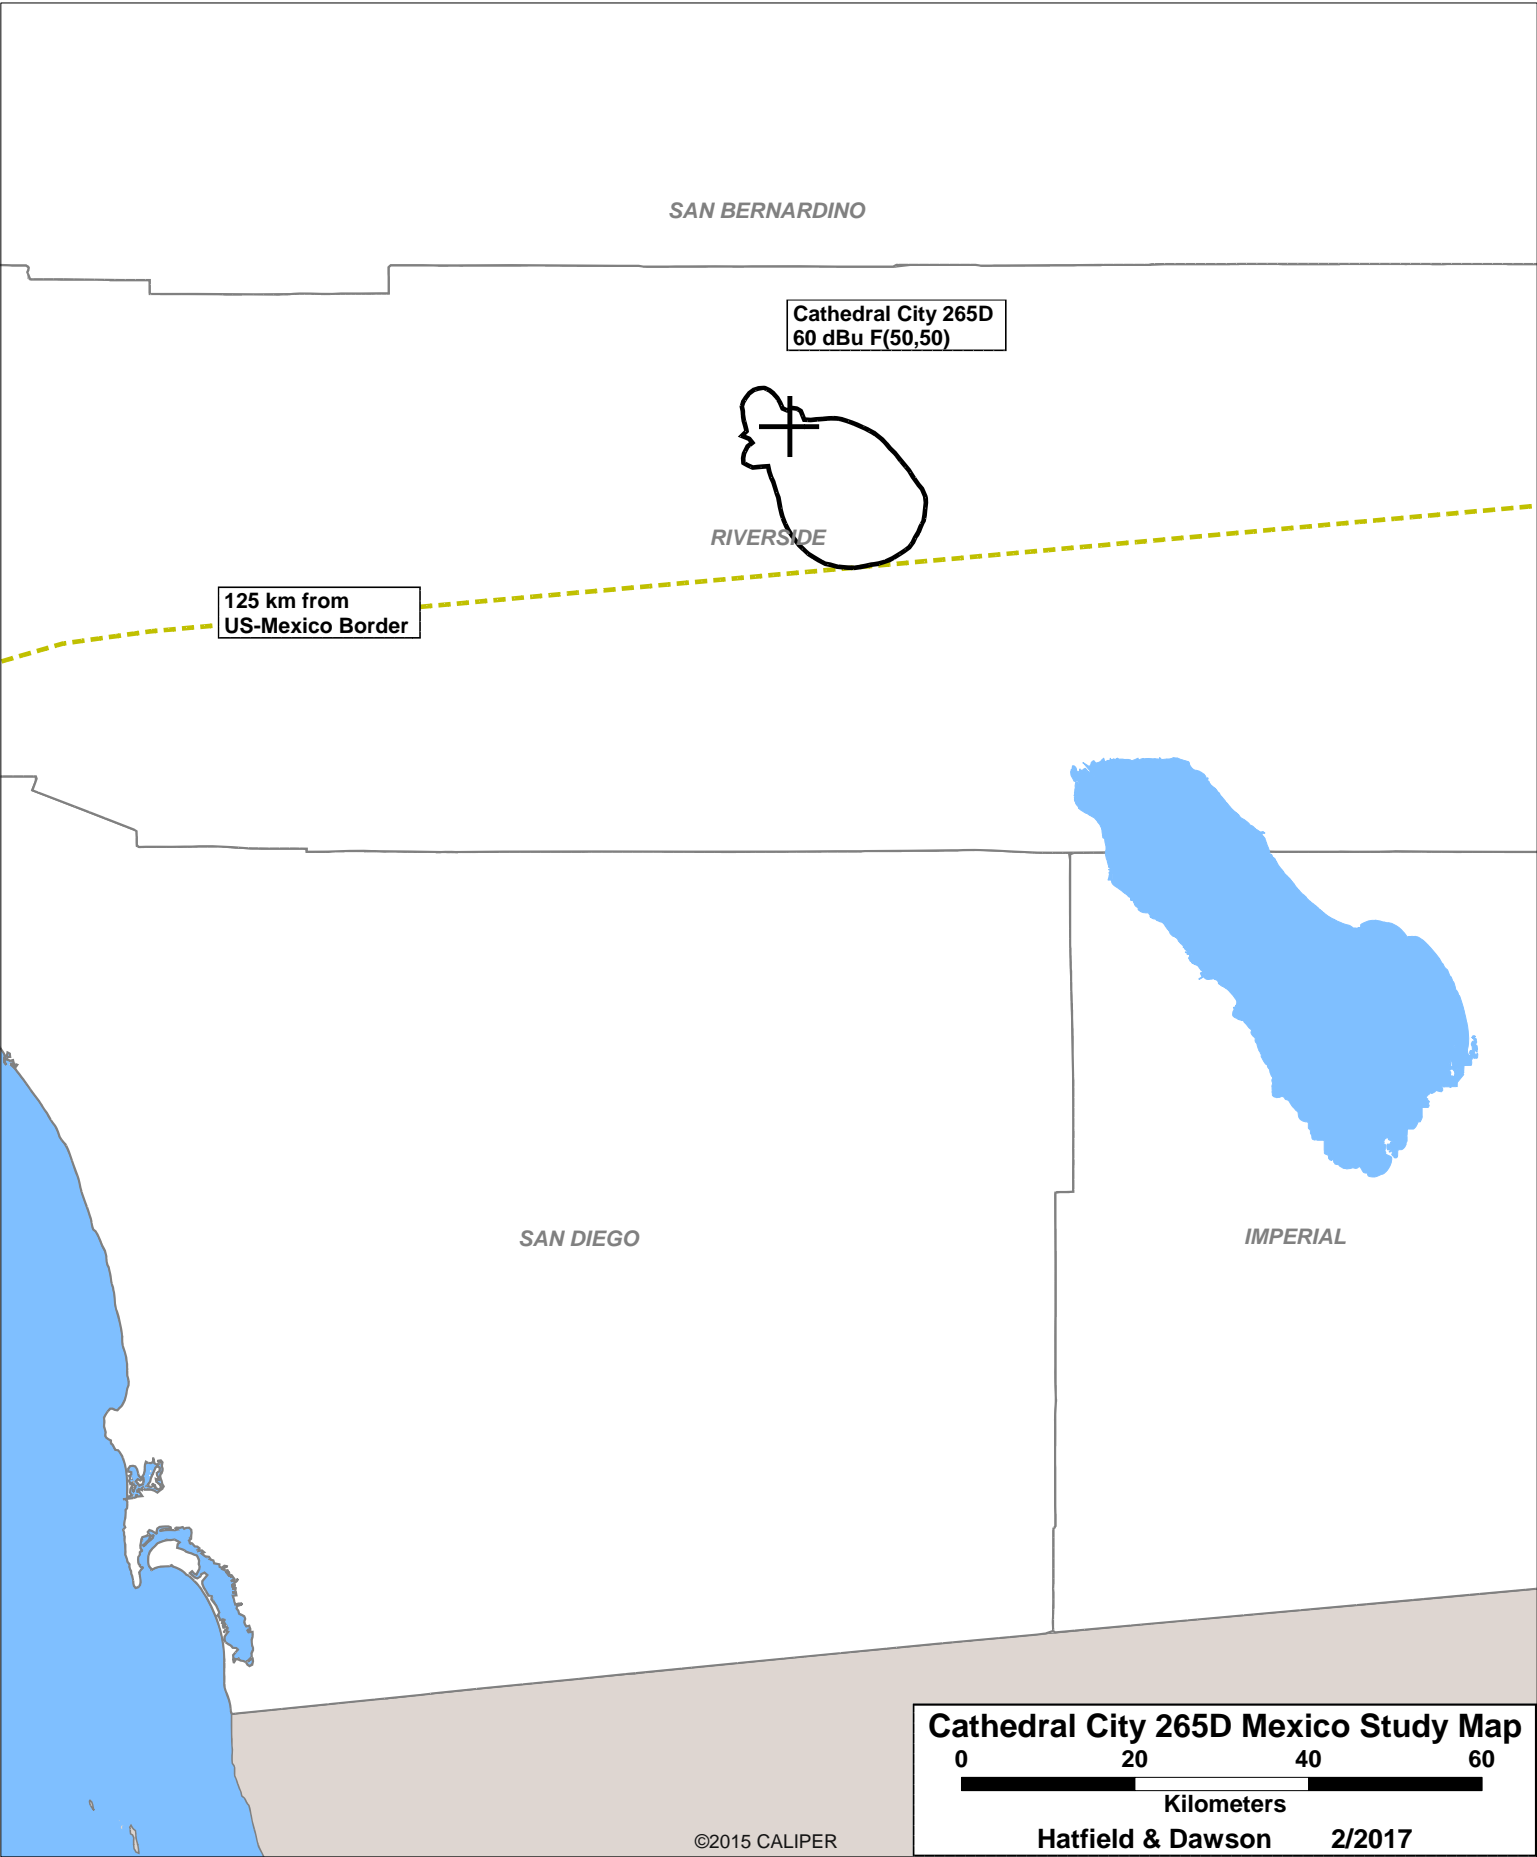 SAN BERNARDINO
Cathedral City 265D
60 dBu F(50,50)
RIVERSIDE
125 km from
US-Mexico Border
SAN DIEGO
IMPERIAL
Cathedral City 265D Mexico Study Map
0 20 40 60
Kilometers
Hatfield & Dawson 2/2017
©2015 CALIPER